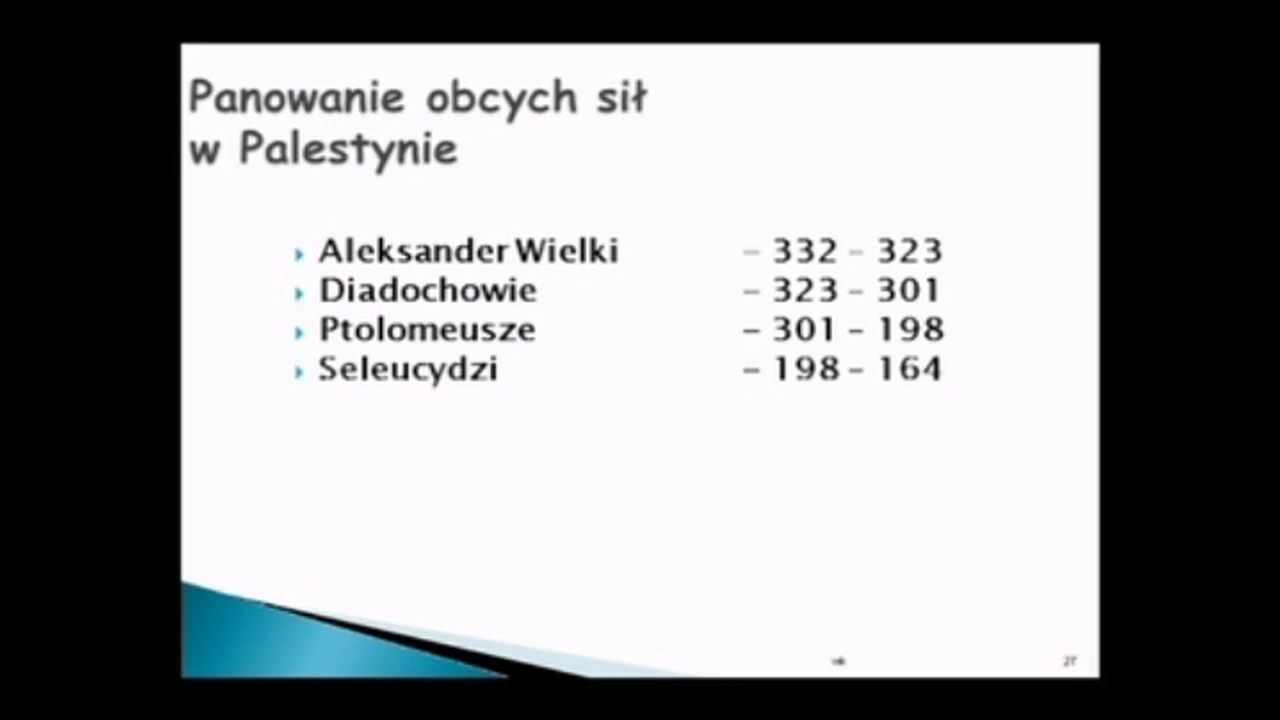 Panowanie obcych sił
w Palestynie
Aleksander Wielki – 332 – 323
Diadochowie – 323 – 301
Ptolomeusze – 301 – 198
Seleucydzi – 198 – 164
27